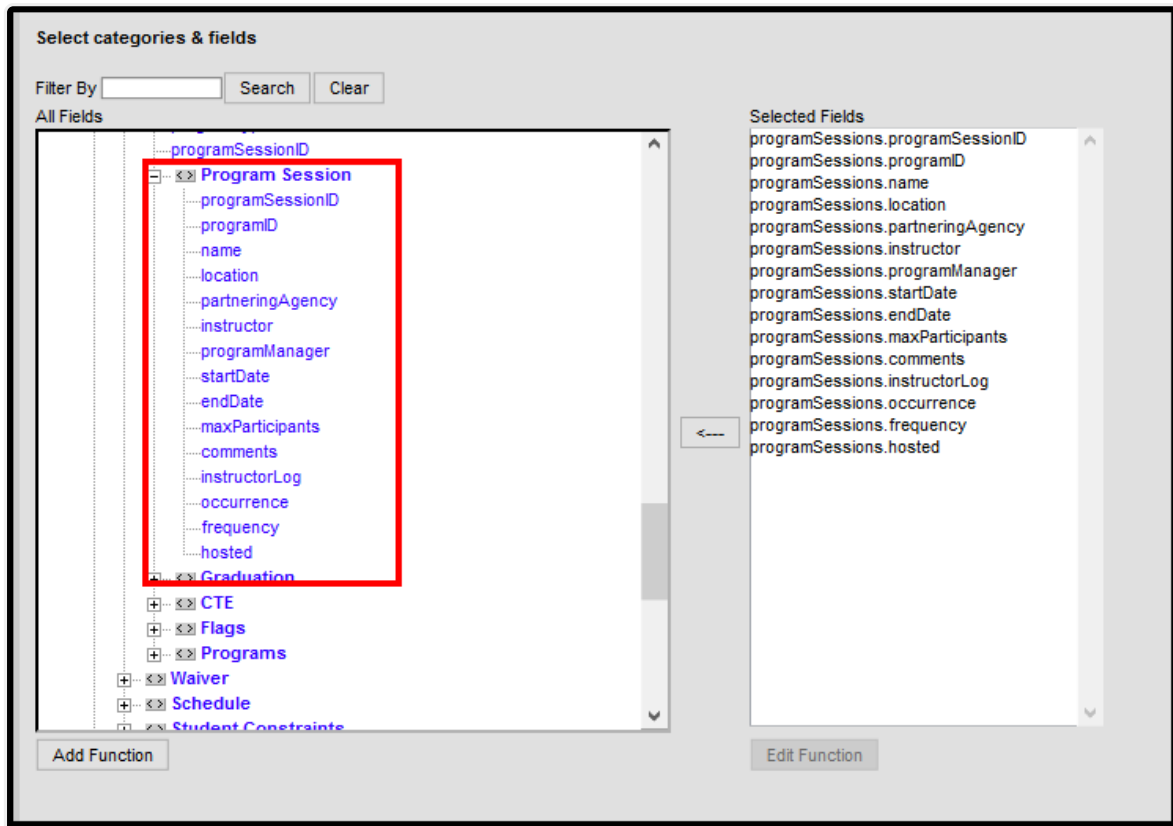 Select categories & fields
Filter By
Search
Clear
All Fields
programSessionID
Program Session
programSessionID
programID
name
location
partneringAgency
instructor
programManager
startDate
endDate
maxParticipants
comments
instructorLog
occurrence
frequency
hosted
Graduation
CTE
Flags
Programs
Waiver
Schedule
Student Constraints
Add Function
<---
Selected Fields
programSessions.programSessionID
programSessions.programID
programSessions.name
programSessions.location
programSessions.partneringAgency
programSessions.instructor
programSessions.programManager
programSessions.startDate
programSessions.endDate
programSessions.maxParticipants
programSessions.comments
programSessions.instructorLog
programSessions.occurrence
programSessions.frequency
programSessions.hosted
Edit Function